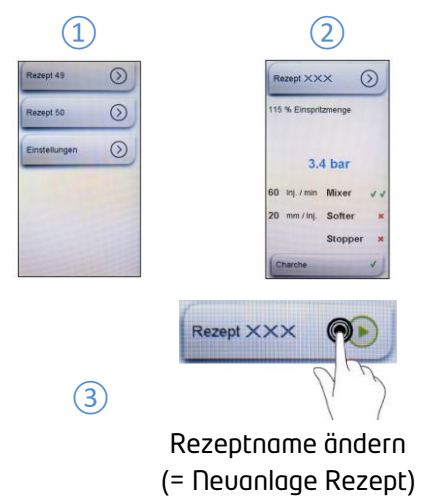 1
2
Rezept 49
Rezept 50
Einstellungen
Rezept XXX
115 % Einspritzmenge
3.4 bar
60 Inj. / min Mixer ✓✓
20 mm / Inj. Softer ×
Stopper ×
Charche ✓
Rezept XXX
3
Rezeptname ändern
(= Neuanlage Rezept)